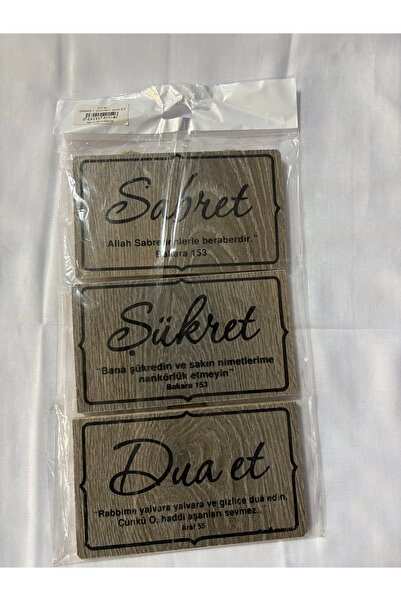 Sabret
Allah Sabredenlerle beraberdir."
Bakara 153
Şükret
"Bana şükredin ve sakın nimetlerime
nankörlük etmeyin"
Bakara 153
Dua et
"Rabbime yalvara yalvara ve gizlice dua edin,
Çünkü O, haddi aşanları sevmez.."
Araf 55